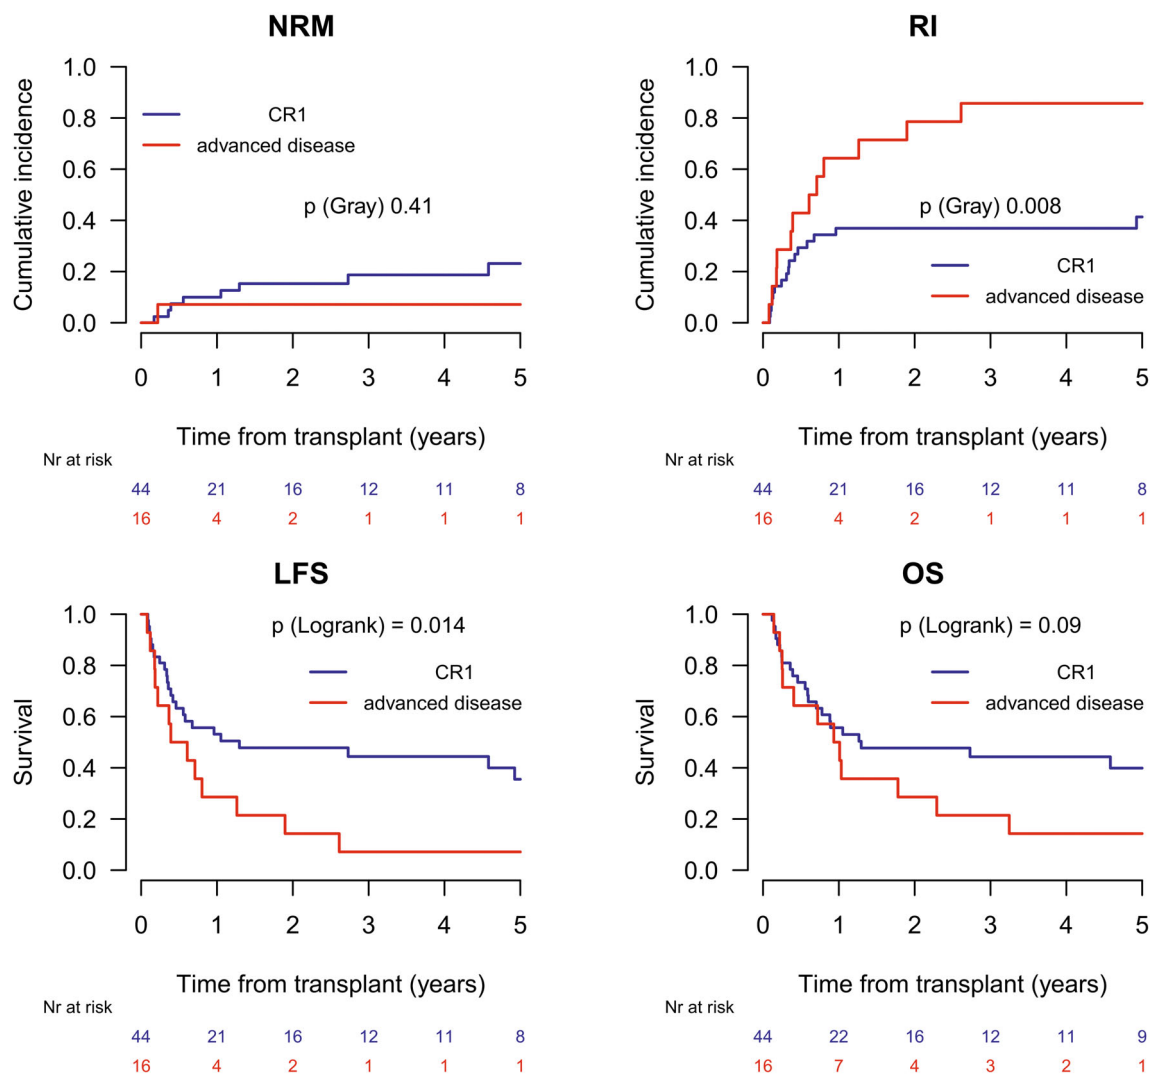 NRM
1.0
0.8
0.6
0.4
0.2
0.0
Cumulative incidence
CR1
advanced disease
p (Gray) 0.41
0 1 2 3 4 5
Time from transplant (years)
Nr at risk
44 21 16 12 11 8
16 4 2 1 1 1
RI
1.0
0.8
0.6
0.4
0.2
0.0
Cumulative incidence
p (Gray) 0.008
CR1
advanced disease
0 1 2 3 4 5
Time from transplant (years)
Nr at risk
44 21 16 12 11 8
16 4 2 1 1 1
LFS
1.0
0.8
0.6
0.4
0.2
0.0
Survival
p (Logrank) = 0.014
CR1
advanced disease
0 1 2 3 4 5
Time from transplant (years)
Nr at risk
44 21 16 12 11 8
16 4 2 1 1 1
OS
1.0
0.8
0.6
0.4
0.2
0.0
Survival
p (Logrank) = 0.09
CR1
advanced disease
0 1 2 3 4 5
Time from transplant (years)
Nr at risk
44 22 16 12 11 9
16 7 4 3 2 1